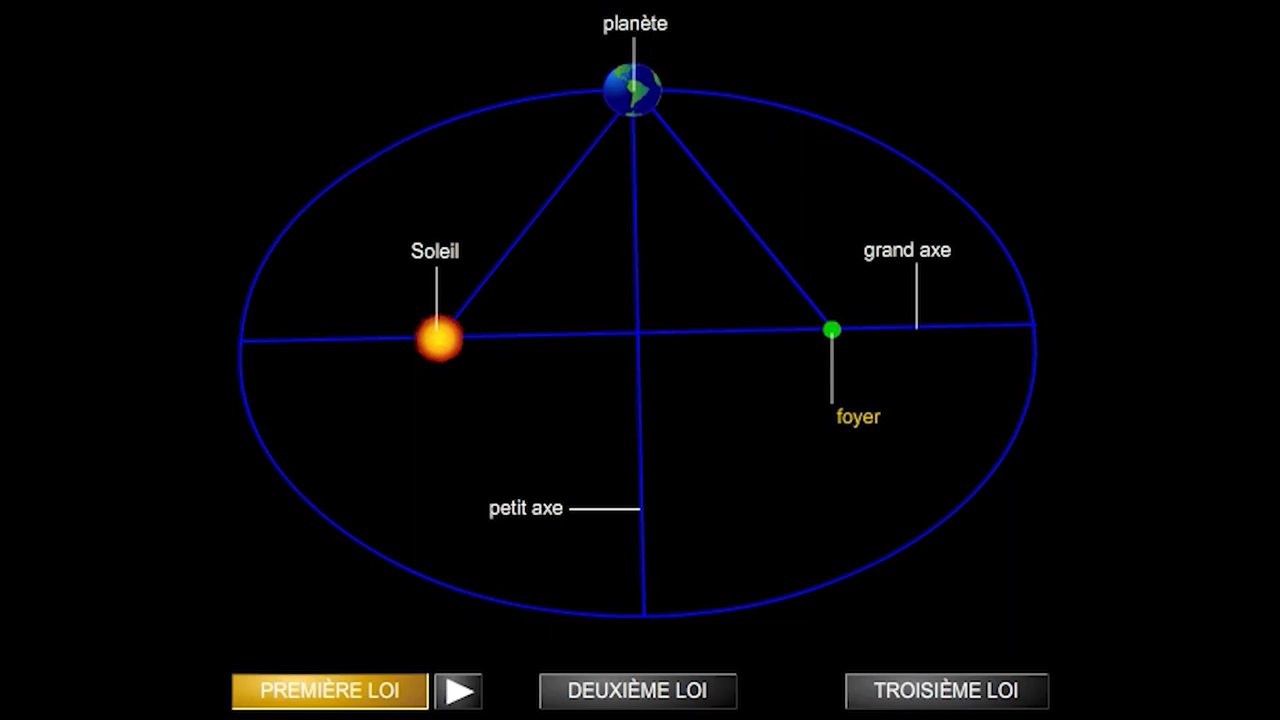 planète
Soleil
grand axe
foyer
petit axe
PREMIÈRE LOI
DEUXIÈME LOI
TROISIÈME LOI